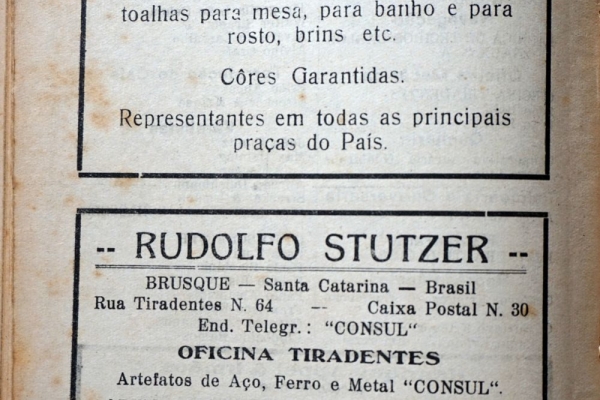 toalhas para mesa, para banho e para
rosto, brins etc.
Côres Garantidas.
Representantes em todas as principais
praças do País.
-- RUDOLFO STUTZER --
BRUSQUE — Santa Catarina — Brasil
Rua Tiradentes N. 64 -- Caixa Postal N. 30
End. Telegr.: "CONSUL"
OFICINA TIRADENTES
Artefatos de Aço, Ferro e Metal "CONSUL".